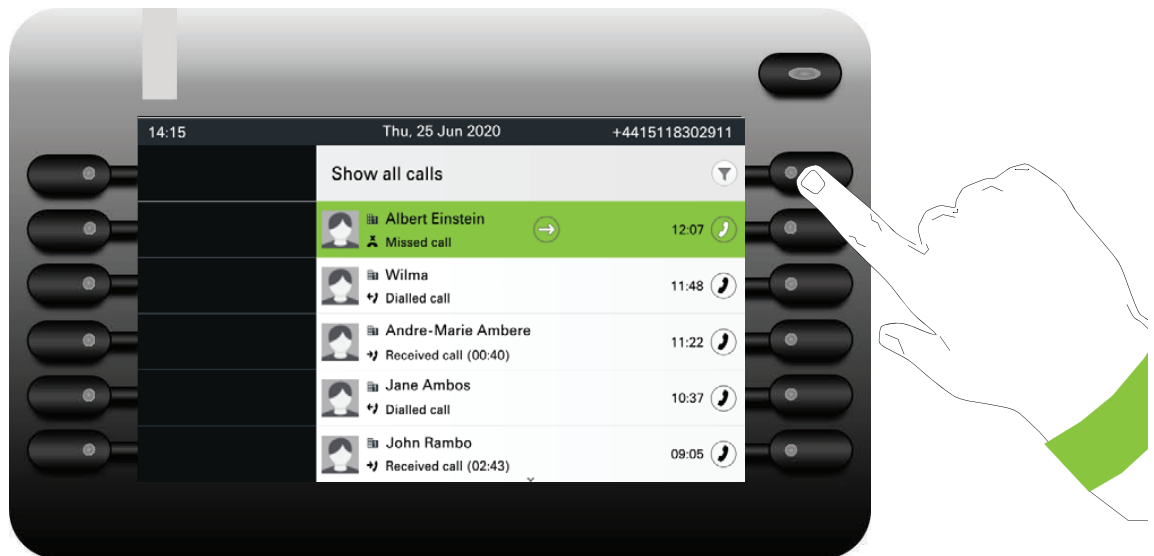 14:15 Thu, 25 Jun 2020 +4415118302911
Show all calls
Albert Einstein
Missed call 12:07
Wilma
Dialled call 11:48
Andre-Marie Ambere
Received call (00:40) 11:22
Jane Ambos
Dialled call 10:37
John Rambo
Received call (02:43) 09:05